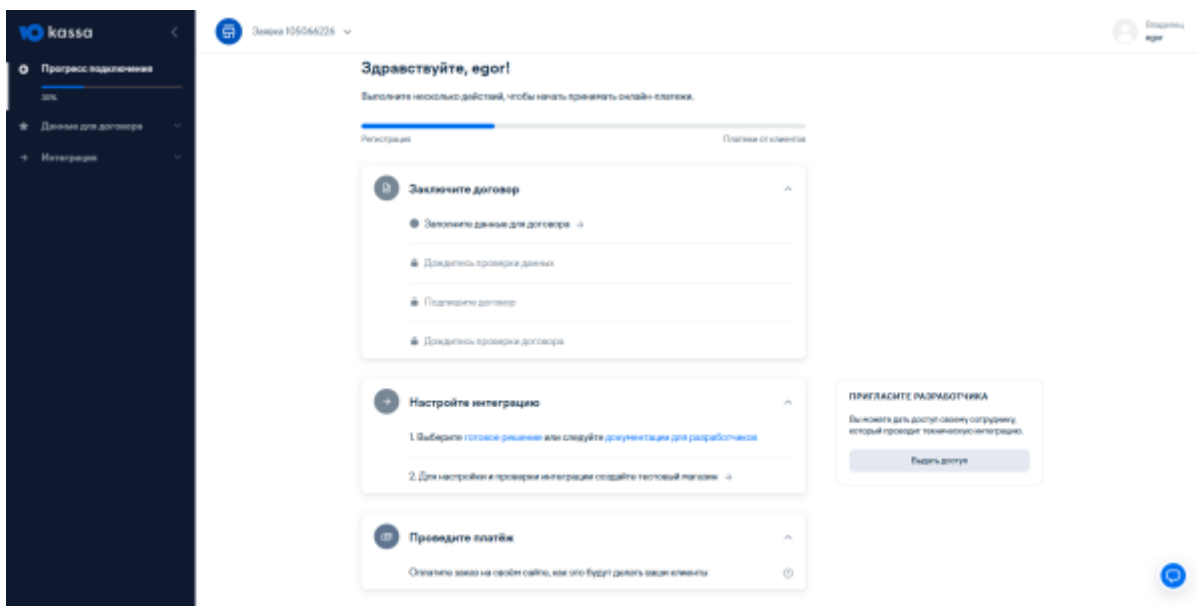 kassa
Заявка 105066226
Владелец
egor
Прогресс подключения
30%
Данные для договора
Интеграция
Здравствуйте, egor!
Выполните несколько действий, чтобы начать принимать онлайн-платежи.
Регистрация
Платежи от клиентов
Заключите договор
Заполните данные для договора →
Дождитесь проверки данных
Подпишите договор
Дождитесь проверки договора
Настройте интеграцию
1. Выберите готовое решение или следуйте документации для разработчиков
2. Для настройки и проверки интеграции создайте тестовый магазин →
ПРИГЛАСИТЕ РАЗРАБОТЧИКА
Вы можете дать доступ своему сотруднику,
который проводит техническую интеграцию.
Выдать доступ
Проведите платёж
Оплатите заказ на своём сайте, как это будут делать ваши клиенты